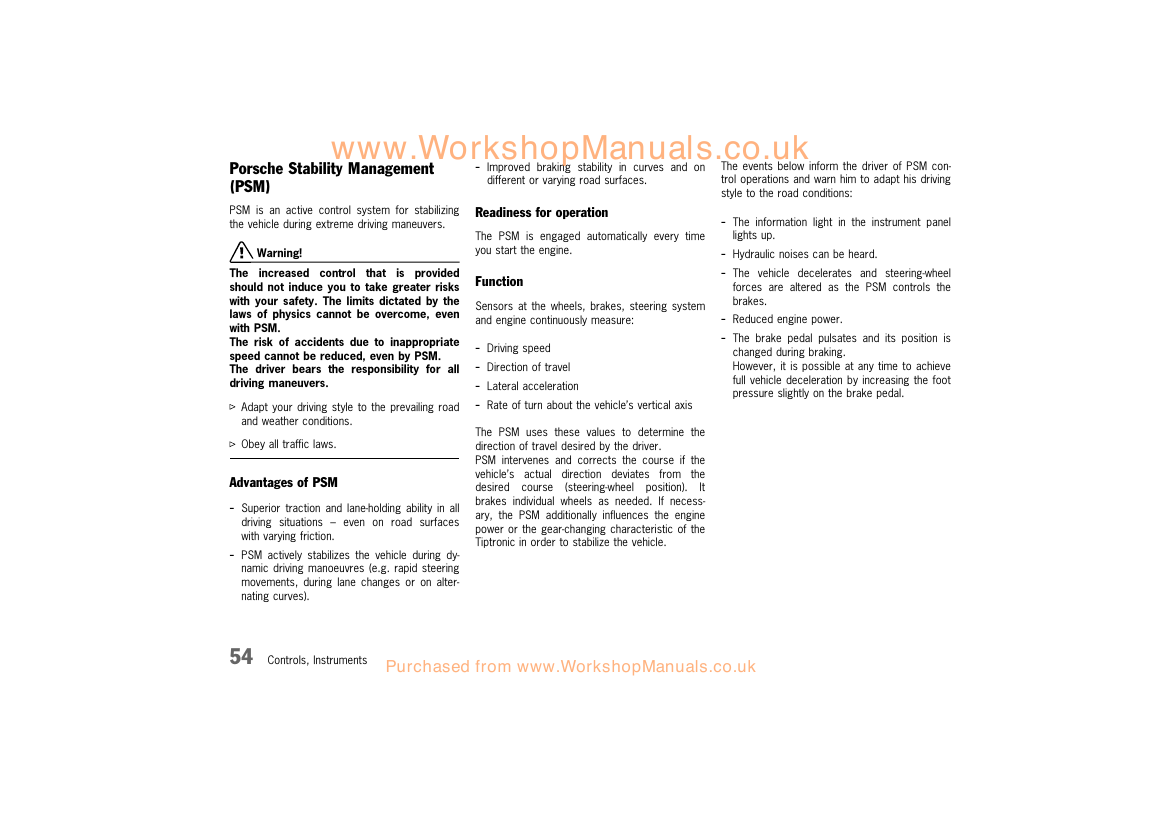 www.WorkshopManuals.co.uk
Porsche Stability Management
(PSM)
PSM is an active control system for stabilizing
the vehicle during extreme driving maneuvers.
Warning!
The increased control that is provided
should not induce you to take greater risks
with your safety. The limits dictated by the
laws of physics cannot be overcome, even
with PSM.
The risk of accidents due to inappropriate
speed cannot be reduced, even by PSM.
The driver bears the responsibility for all
driving maneuvers.
▷ Adapt your driving style to the prevailing road
and weather conditions.
▷ Obey all traffic laws.
Advantages of PSM
- Superior traction and lane-holding ability in all
driving situations – even on road surfaces
with varying friction.
- PSM actively stabilizes the vehicle during dy-
namic driving manoeuvres (e.g. rapid steering
movements, during lane changes or on alter-
nating curves).
- Improved braking stability in curves and on
different or varying road surfaces.
Readiness for operation
The PSM is engaged automatically every time
you start the engine.
Function
Sensors at the wheels, brakes, steering system
and engine continuously measure:
- Driving speed
- Direction of travel
- Lateral acceleration
- Rate of turn about the vehicle's vertical axis
The PSM uses these values to determine the
direction of travel desired by the driver.
PSM intervenes and corrects the course if the
vehicle's actual direction deviates from the
desired course (steering-wheel position). It
brakes individual wheels as needed. If necess-
ary, the PSM additionally influences the engine
power or the gear-changing characteristic of the
Tiptronic in order to stabilize the vehicle.
The events below inform the driver of PSM con-
trol operations and warn him to adapt his driving
style to the road conditions:
- The information light in the instrument panel
lights up.
- Hydraulic noises can be heard.
- The vehicle decelerates and steering-wheel
forces are altered as the PSM controls the
brakes.
- Reduced engine power.
- The brake pedal pulsates and its position is
changed during braking.
However, it is possible at any time to achieve
full vehicle deceleration by increasing the foot
pressure slightly on the brake pedal.
54 Controls, Instruments
Purchased from www.WorkshopManuals.co.uk